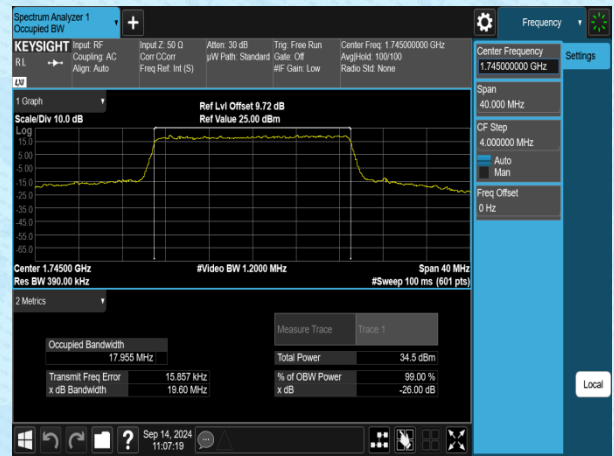 Spectrum Analyzer 1
Occupied BW
Frequency
KEYSIGHT
R L
LXI
Input: RF
Coupling: AC
Align: Auto
Input Z: 50 Ω
Corr CCorr
Freq Ref: Int (S)
Atten: 30 dB
µW Path: Standard
Trig: Free Run
Gate: Off
#IF Gain: Low
Center Freq: 1.745000000 GHz
Avg|Hold: 100/100
Radio Std: None
Center Frequency
1.745000000 GHz
Settings
Span
40.000 MHz
CF Step
4.000000 MHz
Auto
Man
Freq Offset
0 Hz
1 Graph
Scale/Div 10.0 dB
Ref Lvl Offset 9.72 dB
Ref Value 25.00 dBm
Log
15.0
5.00
-5.00
-15.0
-25.0
-35.0
-45.0
-55.0
-65.0
Center 1.74500 GHz
#Video BW 1.2000 MHz
Span 40 MHz
Res BW 390.00 kHz
#Sweep 100 ms (601 pts)
2 Metrics
Measure Trace
Trace 1
Occupied Bandwidth
17.955 MHz
Total Power
34.5 dBm
Transmit Freq Error
15.857 kHz
% of OBW Power
99.00 %
x dB Bandwidth
19.60 MHz
x dB
-26.00 dB
Local
?
Sep 14, 2024
11:07:19